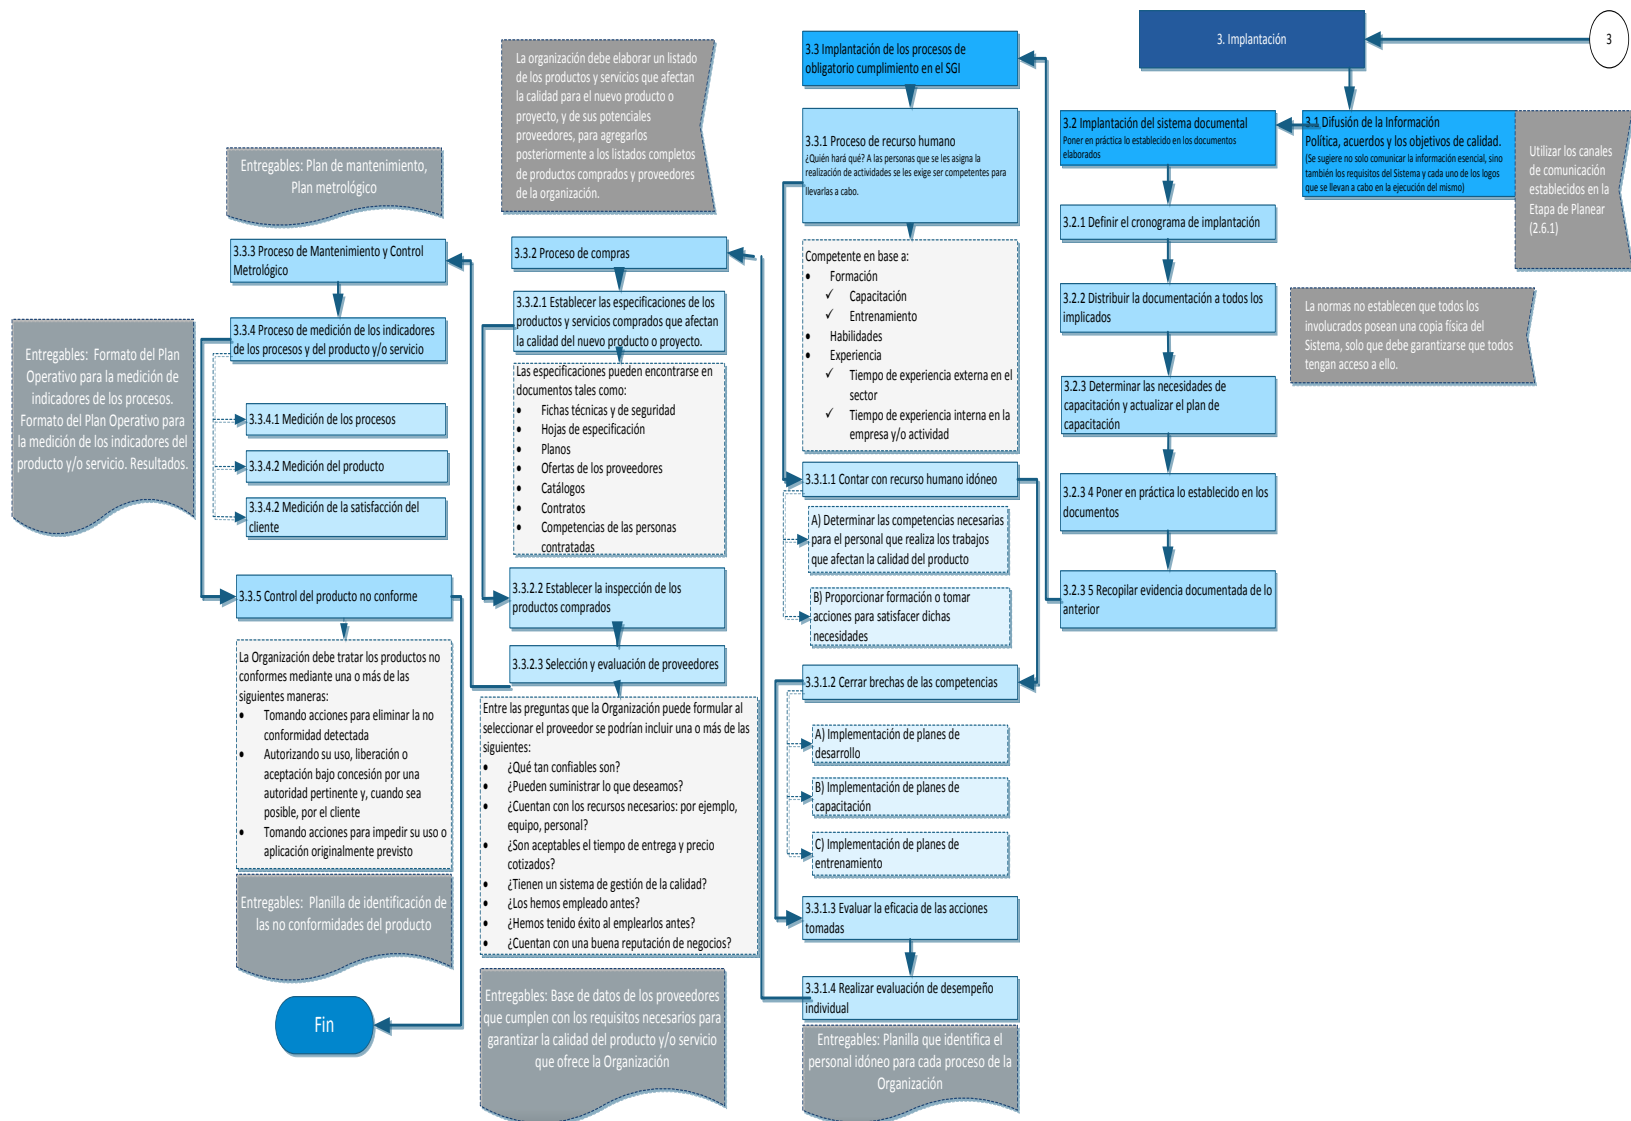 3. Implantación
3
3.1 Difusión de la Información
Política, acuerdos y los objetivos de calidad.
(Se sugiere no solo comunicar la información esencial, sino
también los requisitos del Sistema y cada uno de los logos
que se llevan a cabo en la ejecución del mismo)
Utilizar los canales
de comunicación
establecidos en la
Etapa de Planear
(2.6.1)
3.2 Implantación del sistema documental
Poner en práctica lo establecido en los documentos
elaborados
3.2.1 Definir el cronograma de implantación
3.2.2 Distribuir la documentación a todos los
implicados
La normas no establecen que todos los
involucrados posean una copia física del
Sistema, solo que debe garantizarse que todos
tengan acceso a ello.
3.2.3 Determinar las necesidades de
capacitación y actualizar el plan de
capacitación
3.2.3 4 Poner en práctica lo establecido en los
documentos
3.2.3 5 Recopilar evidencia documentada de lo
anterior
3.3 Implantación de los procesos de
obligatorio cumplimiento en el SGI
3.3.1 Proceso de recurso humano
¿Quién hará qué? A las personas que se les asigna la
realización de actividades se les exige ser competentes para
llevarlas a cabo.
Competente en base a:
• Formación
✓ Capacitación
✓ Entrenamiento
• Habilidades
• Experiencia
✓ Tiempo de experiencia externa en el
sector
✓ Tiempo de experiencia interna en la
empresa y/o actividad
3.3.1.1 Contar con recurso humano idóneo
A) Determinar las competencias necesarias
para el personal que realiza los trabajos
que afectan la calidad del producto
B) Proporcionar formación o tomar
acciones para satisfacer dichas
necesidades
3.3.1.2 Cerrar brechas de las competencias
A) Implementación de planes de
desarrollo
B) Implementación de planes de
capacitación
C) Implementación de planes de
entrenamiento
3.3.1.3 Evaluar la eficacia de las acciones
tomadas
3.3.1.4 Realizar evaluación de desempeño
individual
Entregables: Planilla que identifica el
personal idóneo para cada proceso de la
Organización
La organización debe elaborar un listado
de los productos y servicios que afectan
la calidad para el nuevo producto o
proyecto, y de sus potenciales
proveedores, para agregarlos
posteriormente a los listados completos
de productos comprados y proveedores
de la organización.
3.3.2 Proceso de compras
3.3.2.1 Establecer las especificaciones de los
productos y servicios comprados que afectan
la calidad del nuevo producto o proyecto.
Las especificaciones pueden encontrarse en
documentos tales como:
• Fichas técnicas y de seguridad
• Hojas de especificación
• Planos
• Ofertas de los proveedores
• Catálogos
• Contratos
• Competencias de las personas
contratadas
3.3.2.2 Establecer la inspección de los
productos comprados
3.3.2.3 Selección y evaluación de proveedores
Entre las preguntas que la Organización puede formular al
seleccionar el proveedor se podrían incluir una o más de las
siguientes:
• ¿Qué tan confiables son?
• ¿Pueden suministrar lo que deseamos?
• ¿Cuentan con los recursos necesarios: por ejemplo,
equipo, personal?
• ¿Son aceptables el tiempo de entrega y precio
cotizados?
• ¿Tienen un sistema de gestión de la calidad?
• ¿Los hemos empleado antes?
• ¿Hemos tenido éxito al emplearlos antes?
• ¿Cuentan con una buena reputación de negocios?
Entregables: Base de datos de los proveedores
que cumplen con los requisitos necesarios para
garantizar la calidad del producto y/o servicio
que ofrece la Organización
Entregables: Plan de mantenimiento,
Plan metrológico
3.3.3 Proceso de Mantenimiento y Control
Metrológico
3.3.4 Proceso de medición de los indicadores
de los procesos y del producto y/o servicio
Entregables: Formato del Plan
Operativo para la medición de
indicadores de los procesos.
Formato del Plan Operativo para
la medición de los indicadores del
producto y/o servicio. Resultados.
3.3.4.1 Medición de los procesos
3.3.4.2 Medición del producto
3.3.4.2 Medición de la satisfacción del
cliente
3.3.5 Control del producto no conforme
La Organización debe tratar los productos no
conformes mediante una o más de las
siguientes maneras:
• Tomando acciones para eliminar la no
conformidad detectada
• Autorizando su uso, liberación o
aceptación bajo concesión por una
autoridad pertinente y, cuando sea
posible, por el cliente
• Tomando acciones para impedir su uso o
aplicación originalmente previsto
Entregables: Planilla de identificación de
las no conformidades del producto
Fin